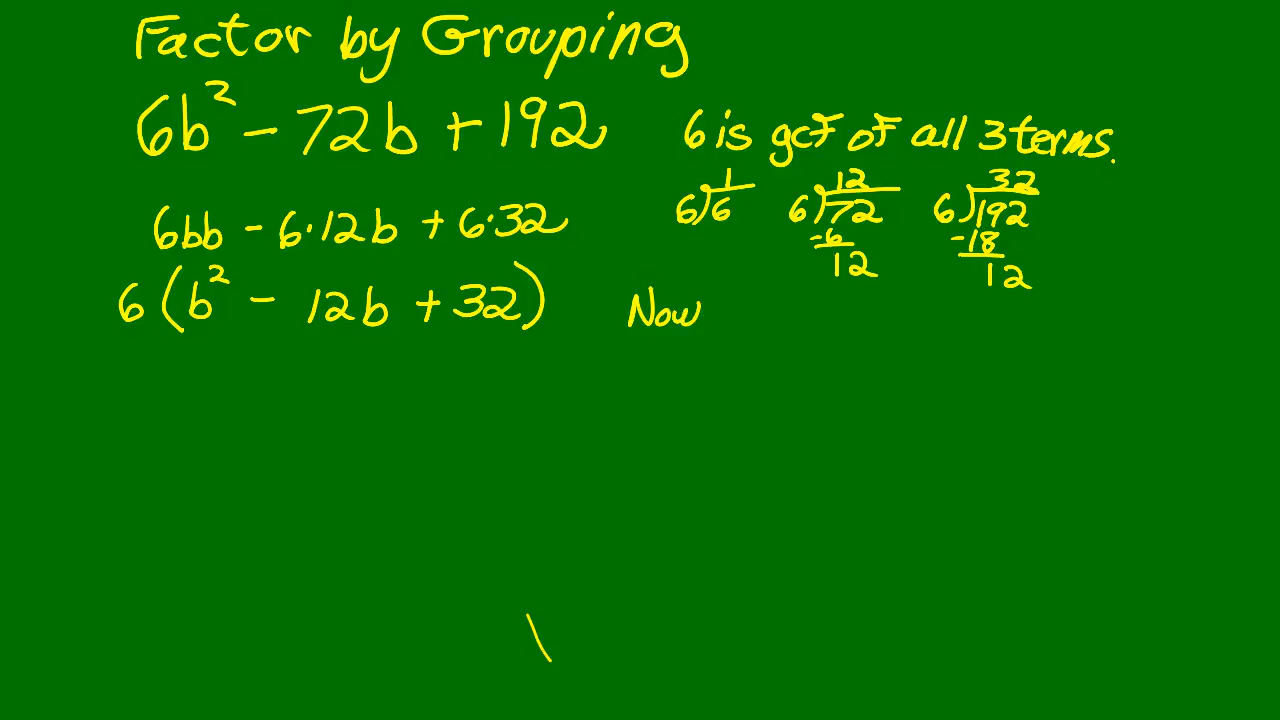 Factor by Grouping
6b² - 72b + 192 6 is gcf of all 3 terms.
1 12 32
6)6 6)72 6)192
-6 -18
12 12
6bb - 6·12b + 6·32
6(b² - 12b + 32) Now